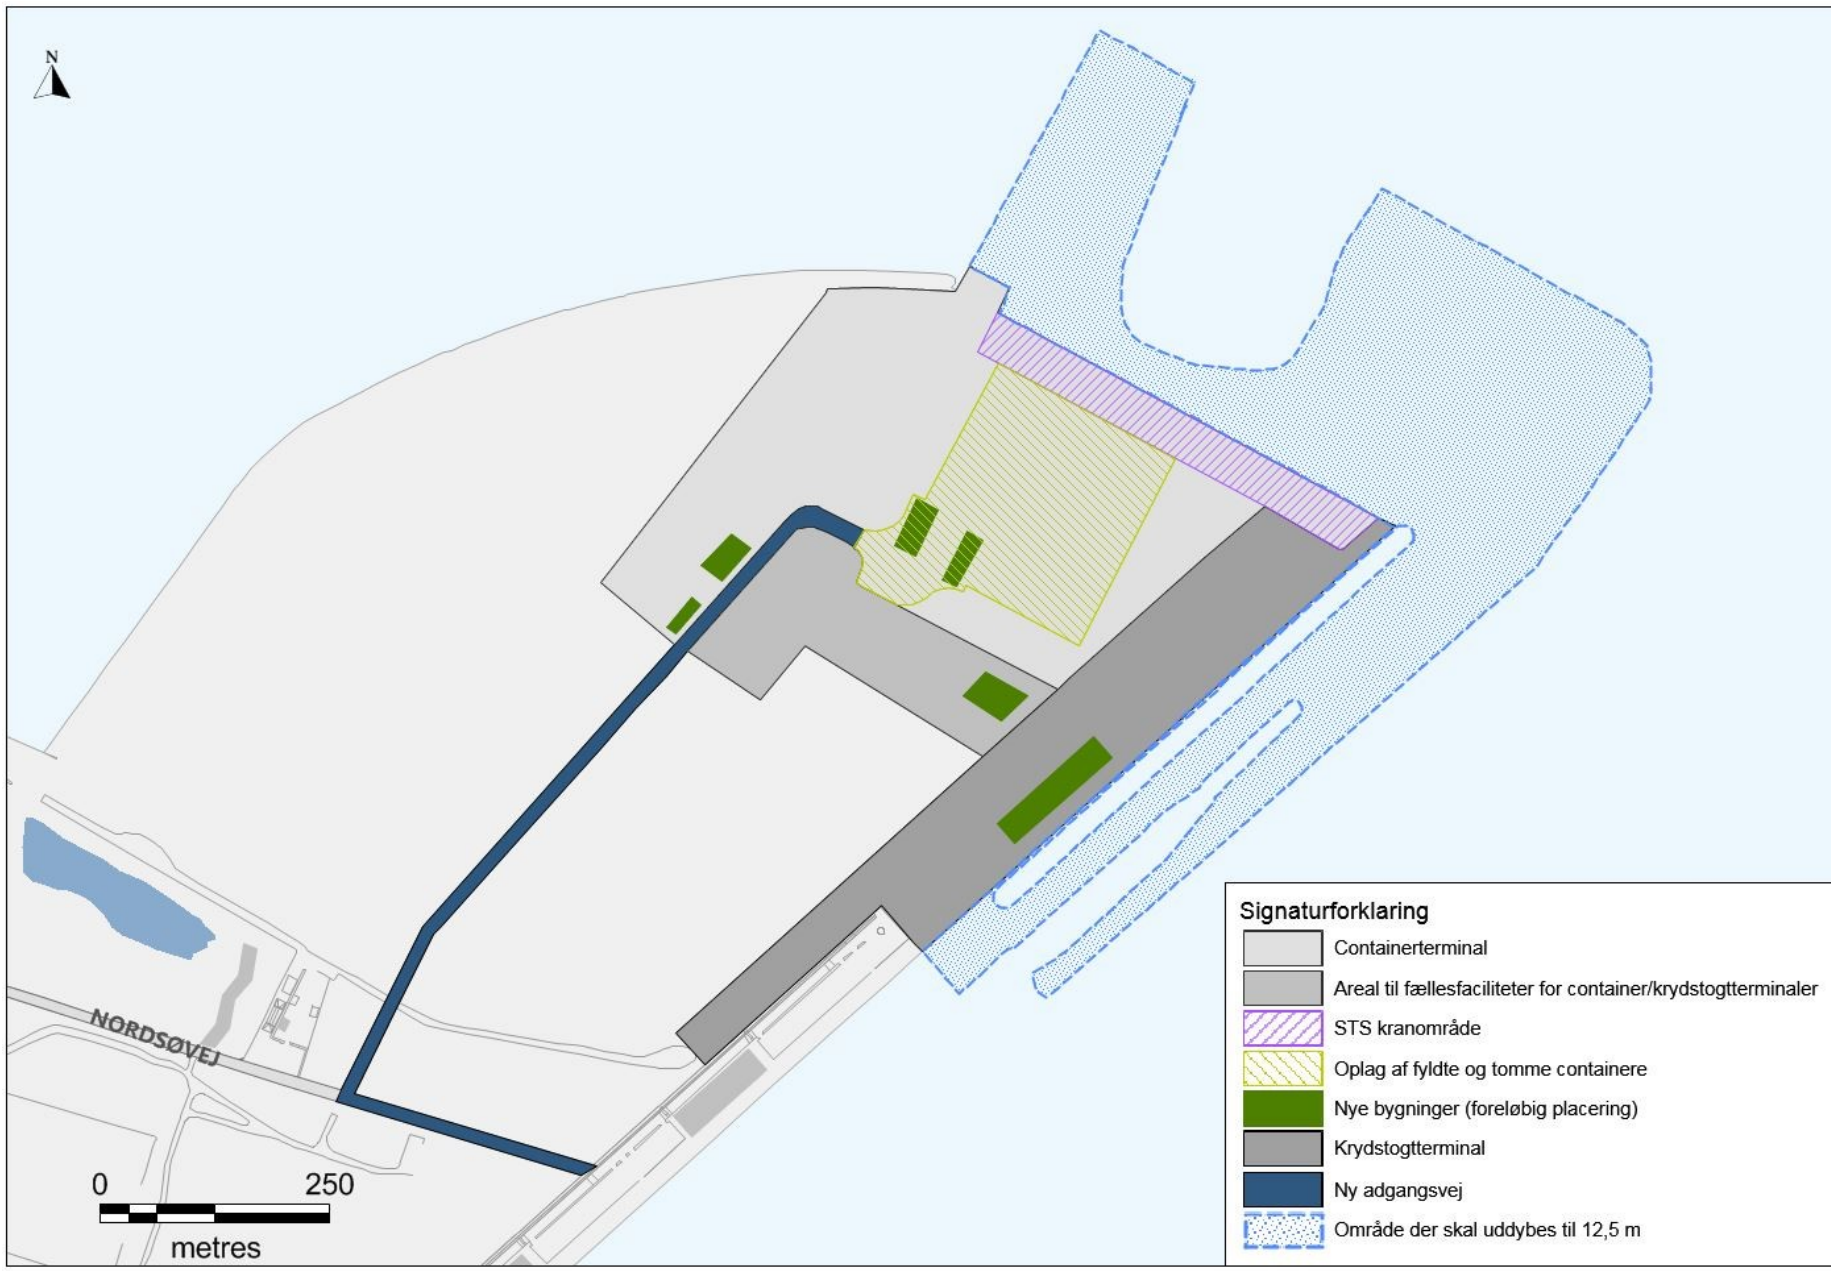 N
NORDSØVEJ
0 250
metres
Signaturforklaring
Containerterminal
Areal til fællesfaciliteter for container/krydstogtterminaler
STS kranområde
Oplag af fyldte og tomme containere
Nye bygninger (foreløbig placering)
Krydstogtterminal
Ny adgangsvej
Område der skal uddybes til 12,5 m